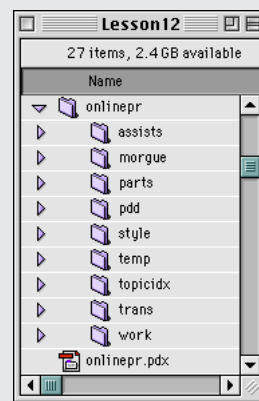 Lesson12
27 items, 2.4 GB available
Name
onlinepr
assists
morgue
parts
pdd
style
temp
topicidx
trans
work
onlinepr.pdx